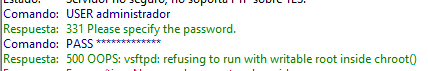 Servidor no seguro, no soporta FTP sobre TLS.
Comando: USER administrador
Respuesta: 331 Please specify the password.
Comando: PASS *************
Respuesta: 500 OOPS: vsftpd: refusing to run with writable root inside chroot()